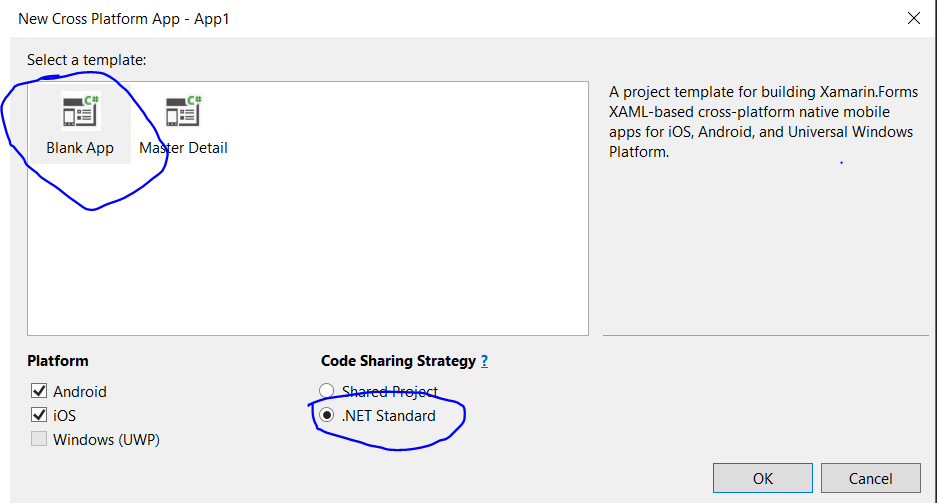 New Cross Platform App - App1
Select a template:
C#
Blank App
C#
Master Detail
A project template for building Xamarin.Forms
XAML-based cross-platform native mobile
apps for iOS, Android, and Universal Windows
Platform.
Platform
Android
iOS
Windows (UWP)
Code Sharing Strategy ?
Shared Project
.NET Standard
OK
Cancel